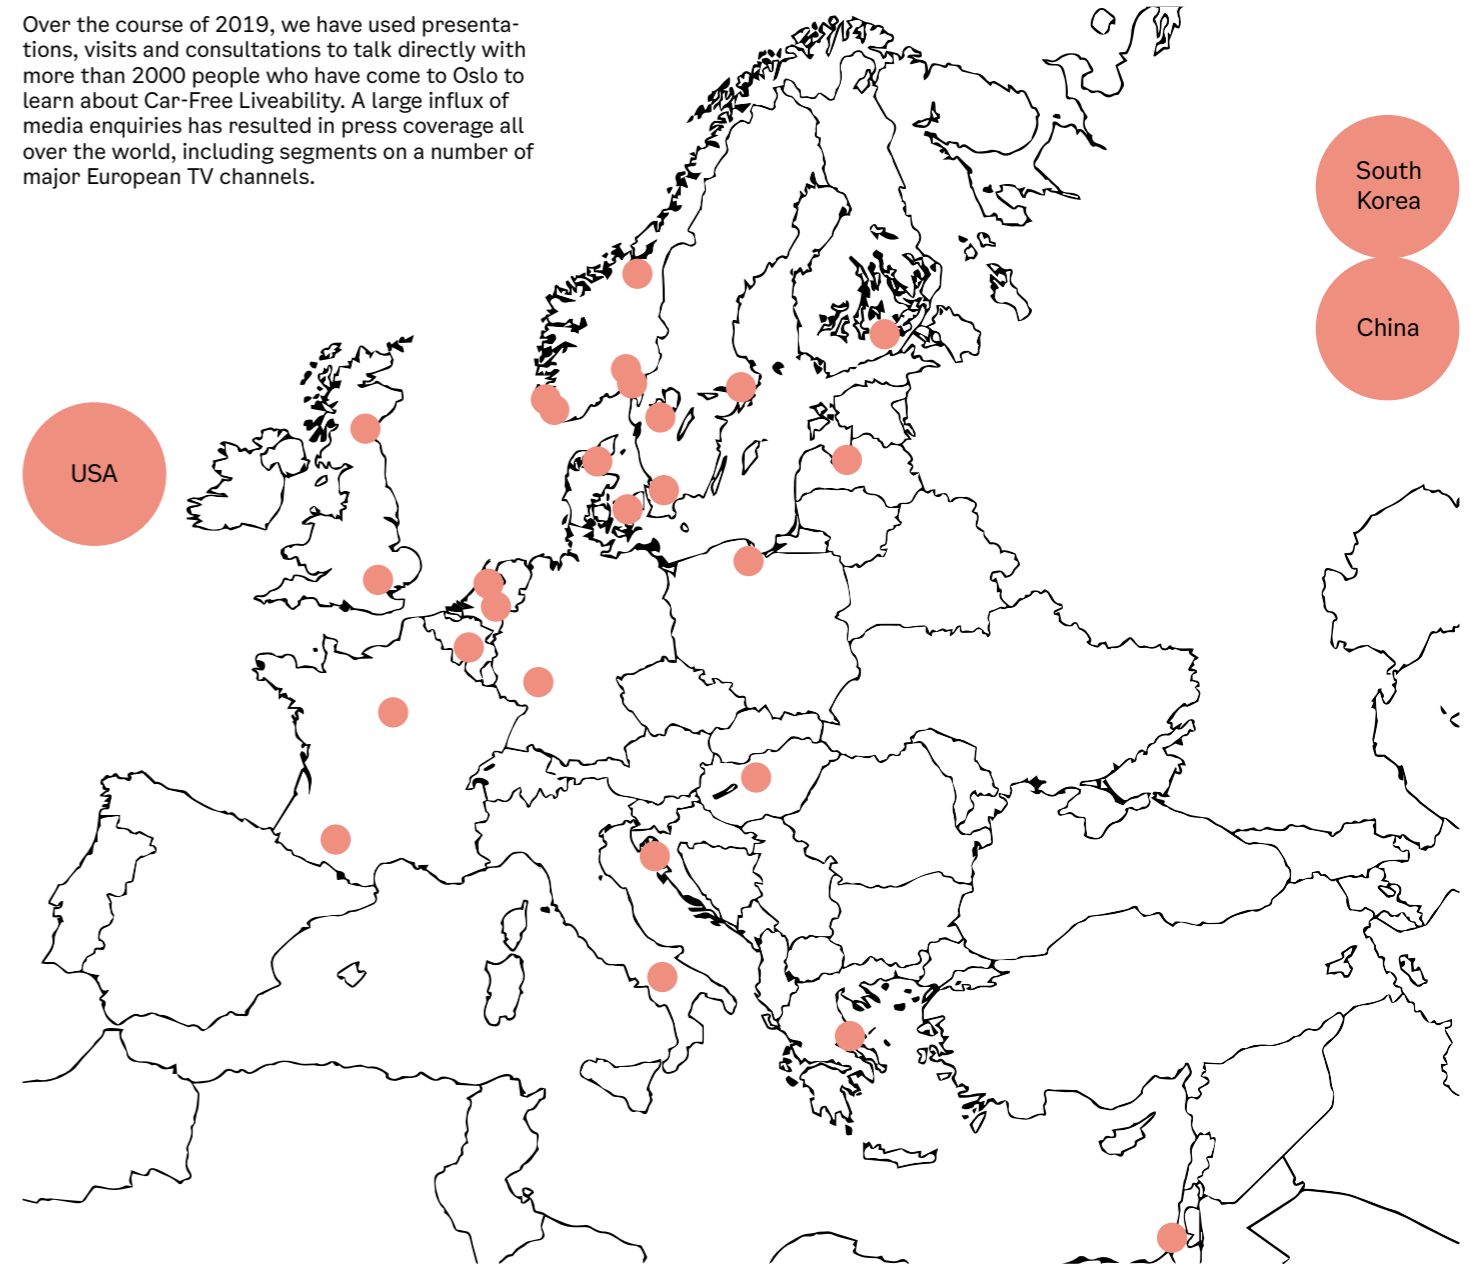 Over the course of 2019, we have used presenta-
tions, visits and consultations to talk directly with
more than 2000 people who have come to Oslo to
learn about Car-Free Liveability. A large influx of
media enquiries has resulted in press coverage all
over the world, including segments on a number of
major European TV channels.
South
Korea
China
USA